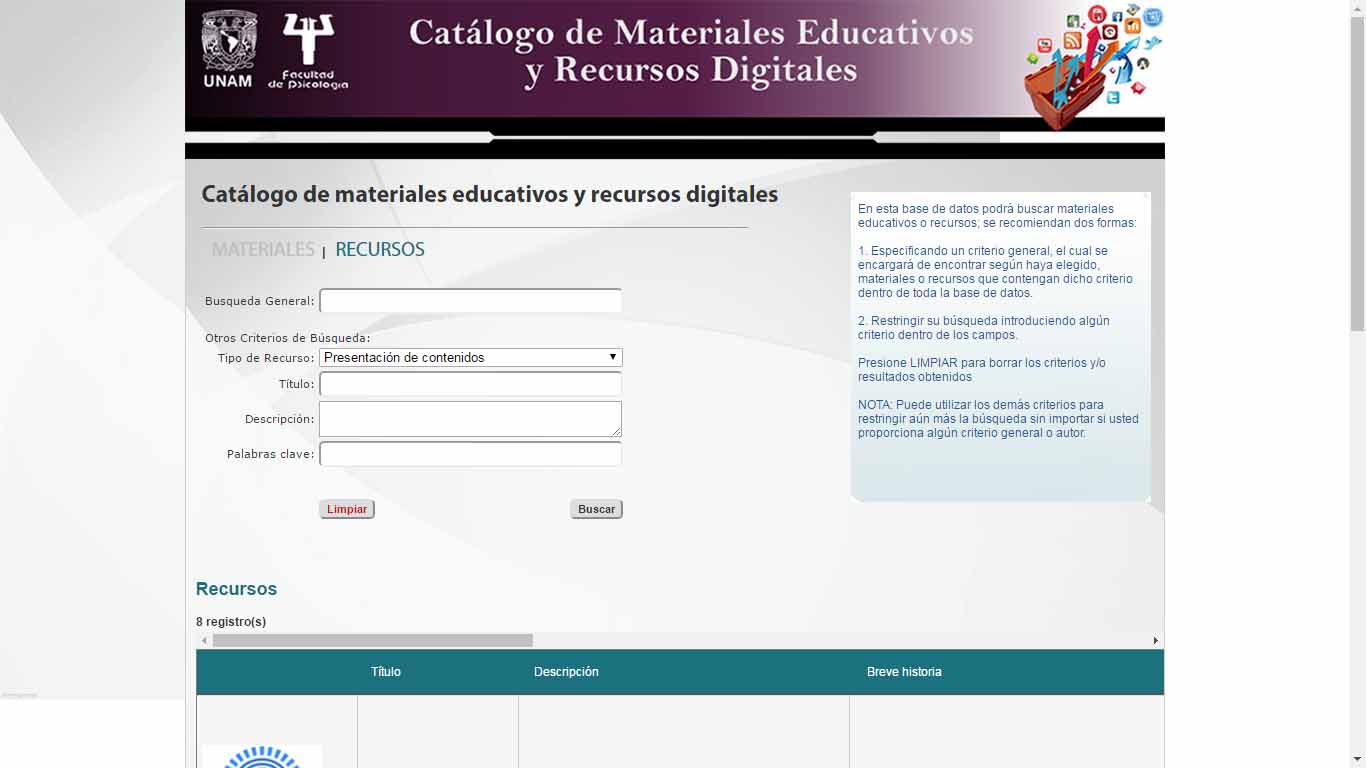 UNAM
Facultad
de Psicología
Catálogo de Materiales Educativos
y Recursos Digitales
Catálogo de materiales educativos y recursos digitales
MATERIALES | RECURSOS
Busqueda General:
Otros Criterios de Búsqueda:
Tipo de Recurso: Presentación de contenidos
Título:
Descripción:
Palabras clave:
Limpiar Buscar
En esta base de datos podrá buscar materiales
educativos o recursos; se recomiendan dos formas:
1. Especificando un criterio general, el cual se
encargará de encontrar según haya elegido,
materiales o recursos que contengan dicho criterio
dentro de toda la base de datos.
2. Restringir su búsqueda introduciendo algún
criterio dentro de los campos.
Presione LIMPIAR para borrar los criterios y/o
resultados obtenidos
NOTA: Puede utilizar los demás criterios para
restringir aún más la búsqueda sin importar si usted
proporciona algún criterio general o autor.
Recursos
8 registro(s)
Título Descripción Breve historia